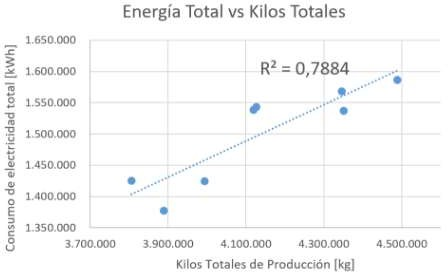 Energía Total vs Kilos Totales
Consumo de electricidad total [kWh]
1.650.000
1.600.000
1.550.000
1.500.000
1.450.000
1.400.000
1.350.000
R² = 0,7884
3.700.000 3.900.000 4.100.000 4.300.000 4.500.000
Kilos Totales de Producción [kg]